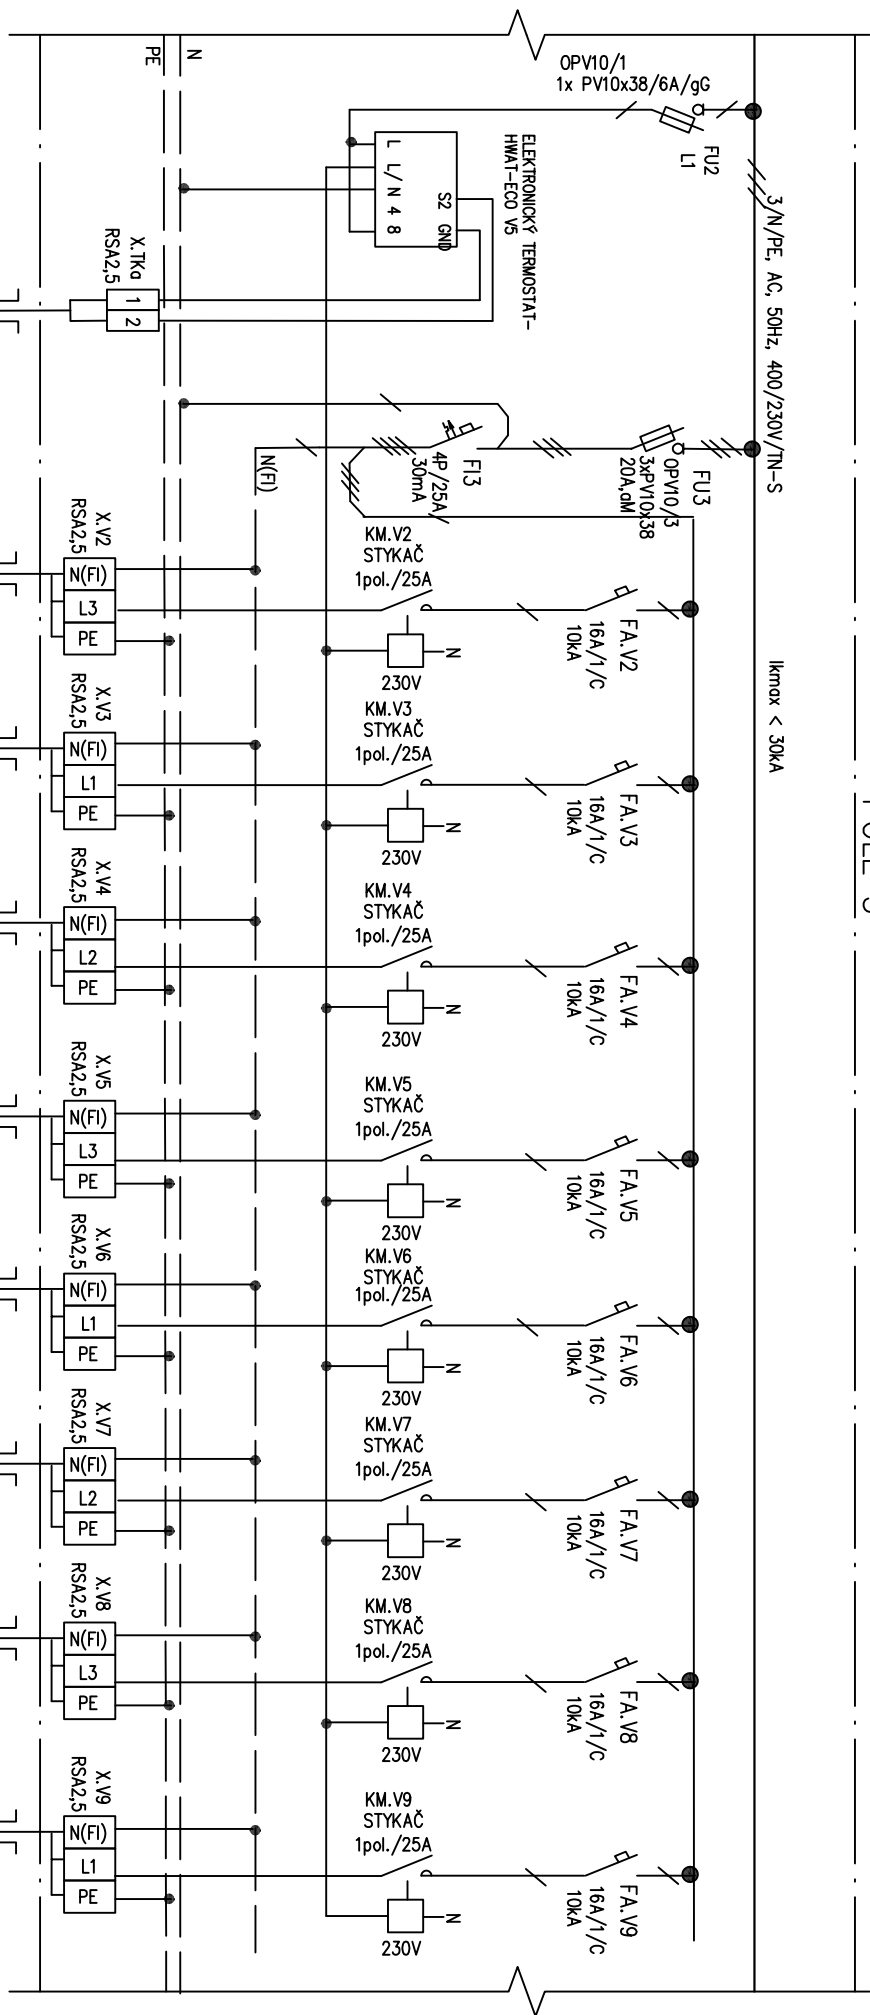 N
PE
OPV10/1
1x PV10x38/6A/gG
FU2
L1
3/N/PE, AC, 50Hz, 400/230V/TN-S
Ikmax < 30kA
ELEKTRONICKÝ TERMOSTAT-
HWAT-ECO V5
L L/ N 4 8
S2 GND
X.TKa
RSA2,5
1
2
FU3
OPV10/3
3xPV10x38
20A,aM
FI3
4P/25A
30mA
N(FI)
KM.V2
STYKAČ
1pol./25A
FA.V2
16A/1/C
10kA
N
230V
X.V2
RSA2,5
N(FI)
L3
PE
KM.V3
STYKAČ
1pol./25A
FA.V3
16A/1/C
10kA
N
230V
X.V3
RSA2,5
N(FI)
L1
PE
KM.V4
STYKAČ
1pol./25A
FA.V4
16A/1/C
10kA
N
230V
X.V4
RSA2,5
N(FI)
L2
PE
KM.V5
STYKAČ
1pol./25A
FA.V5
16A/1/C
10kA
N
230V
X.V5
RSA2,5
N(FI)
L3
PE
KM.V6
STYKAČ
1pol./25A
FA.V6
16A/1/C
10kA
N
230V
X.V6
RSA2,5
N(FI)
L1
PE
KM.V7
STYKAČ
1pol./25A
FA.V7
16A/1/C
10kA
N
230V
X.V7
RSA2,5
N(FI)
L2
PE
KM.V8
STYKAČ
1pol./25A
FA.V8
16A/1/C
10kA
N
230V
X.V8
RSA2,5
N(FI)
L3
PE
KM.V9
STYKAČ
1pol./25A
FA.V9
16A/1/C
10kA
N
230V
X.V9
RSA2,5
N(FI)
L1
PE